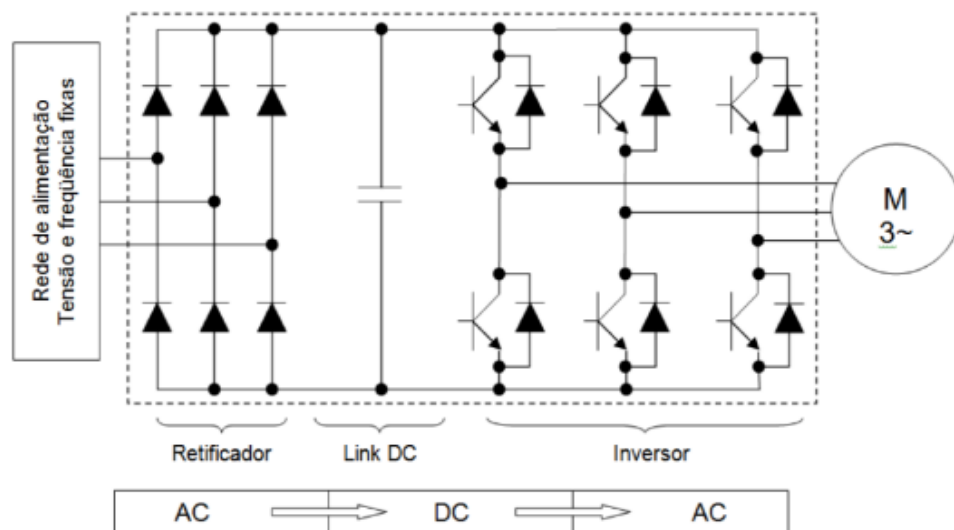 Rede de alimentação
Tensão e freqüência fixas
M
3~
Retificador
Link DC
Inversor
AC
DC
AC